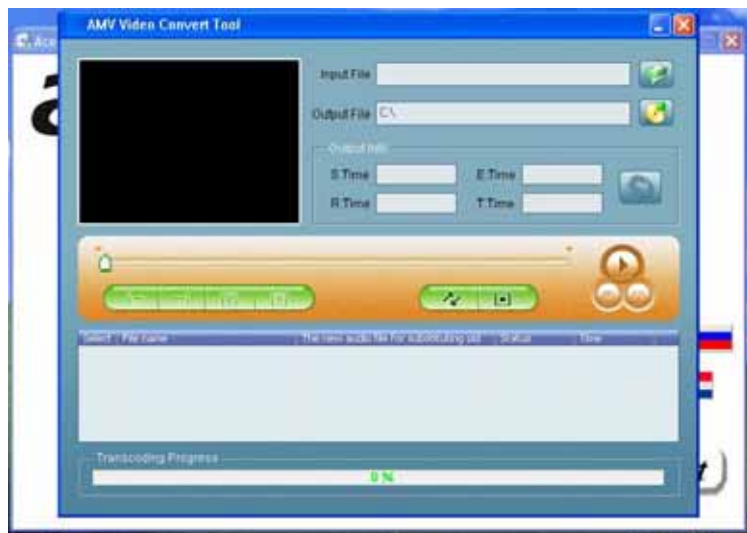 AMV Video Convert Tool
Ace
a
Input File
Output File C:\
Output Info
S.Time E.Time
R.Time T.Time
Select File name The new audio file for substituting old Status Time
Transcoding Progress
0 %
t